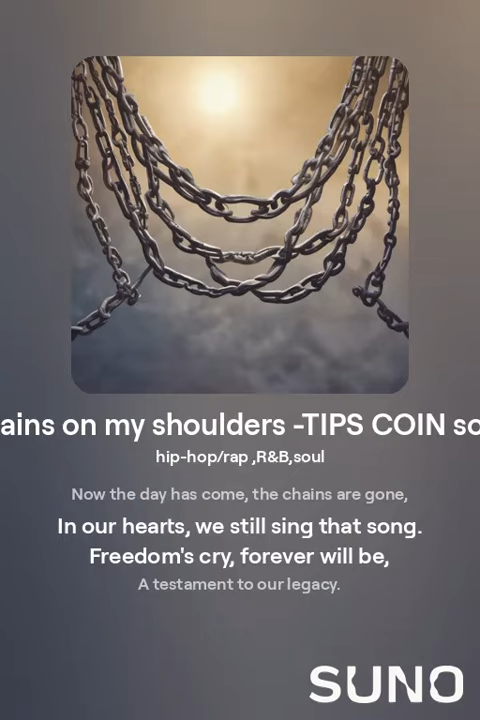 ains on my shoulders -TIPS COIN so
hip-hop/rap ,R&B,soul
Now the day has come, the chains are gone,
In our hearts, we still sing that song.
Freedom's cry, forever will be,
A testament to our legacy.
SUNO